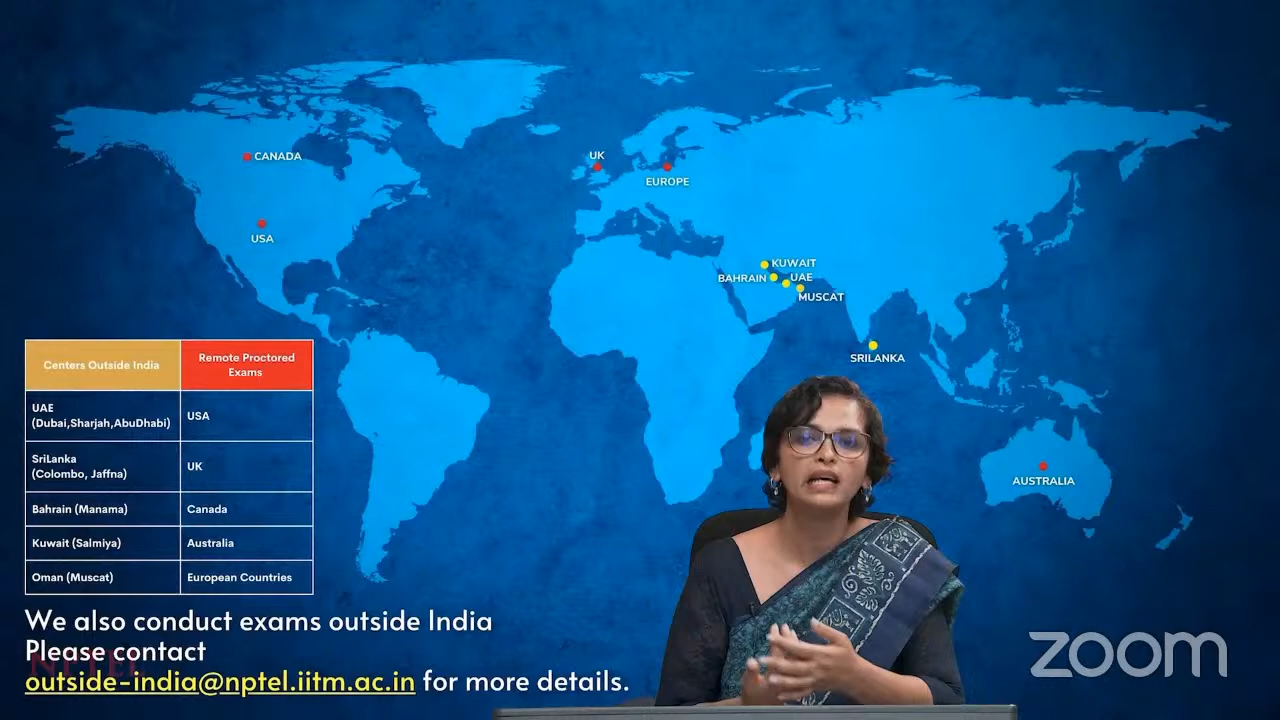 CANADA
UK
EUROPE
USA
KUWAIT
BAHRAIN
UAE
MUSCAT
SRILANKA
AUSTRALIA
Centers Outside India
Remote Proctored
Exams
UAE
(Dubai,Sharjah,AbuDhabi)
USA
SriLanka
(Colombo, Jaffna)
UK
Bahrain (Manama)
Canada
Kuwait (Salmiya)
Australia
Oman (Muscat)
European Countries
We also conduct exams outside India
Please contact
outside-india@nptel.iitm.ac.in for more details.
NPTEL
zoom